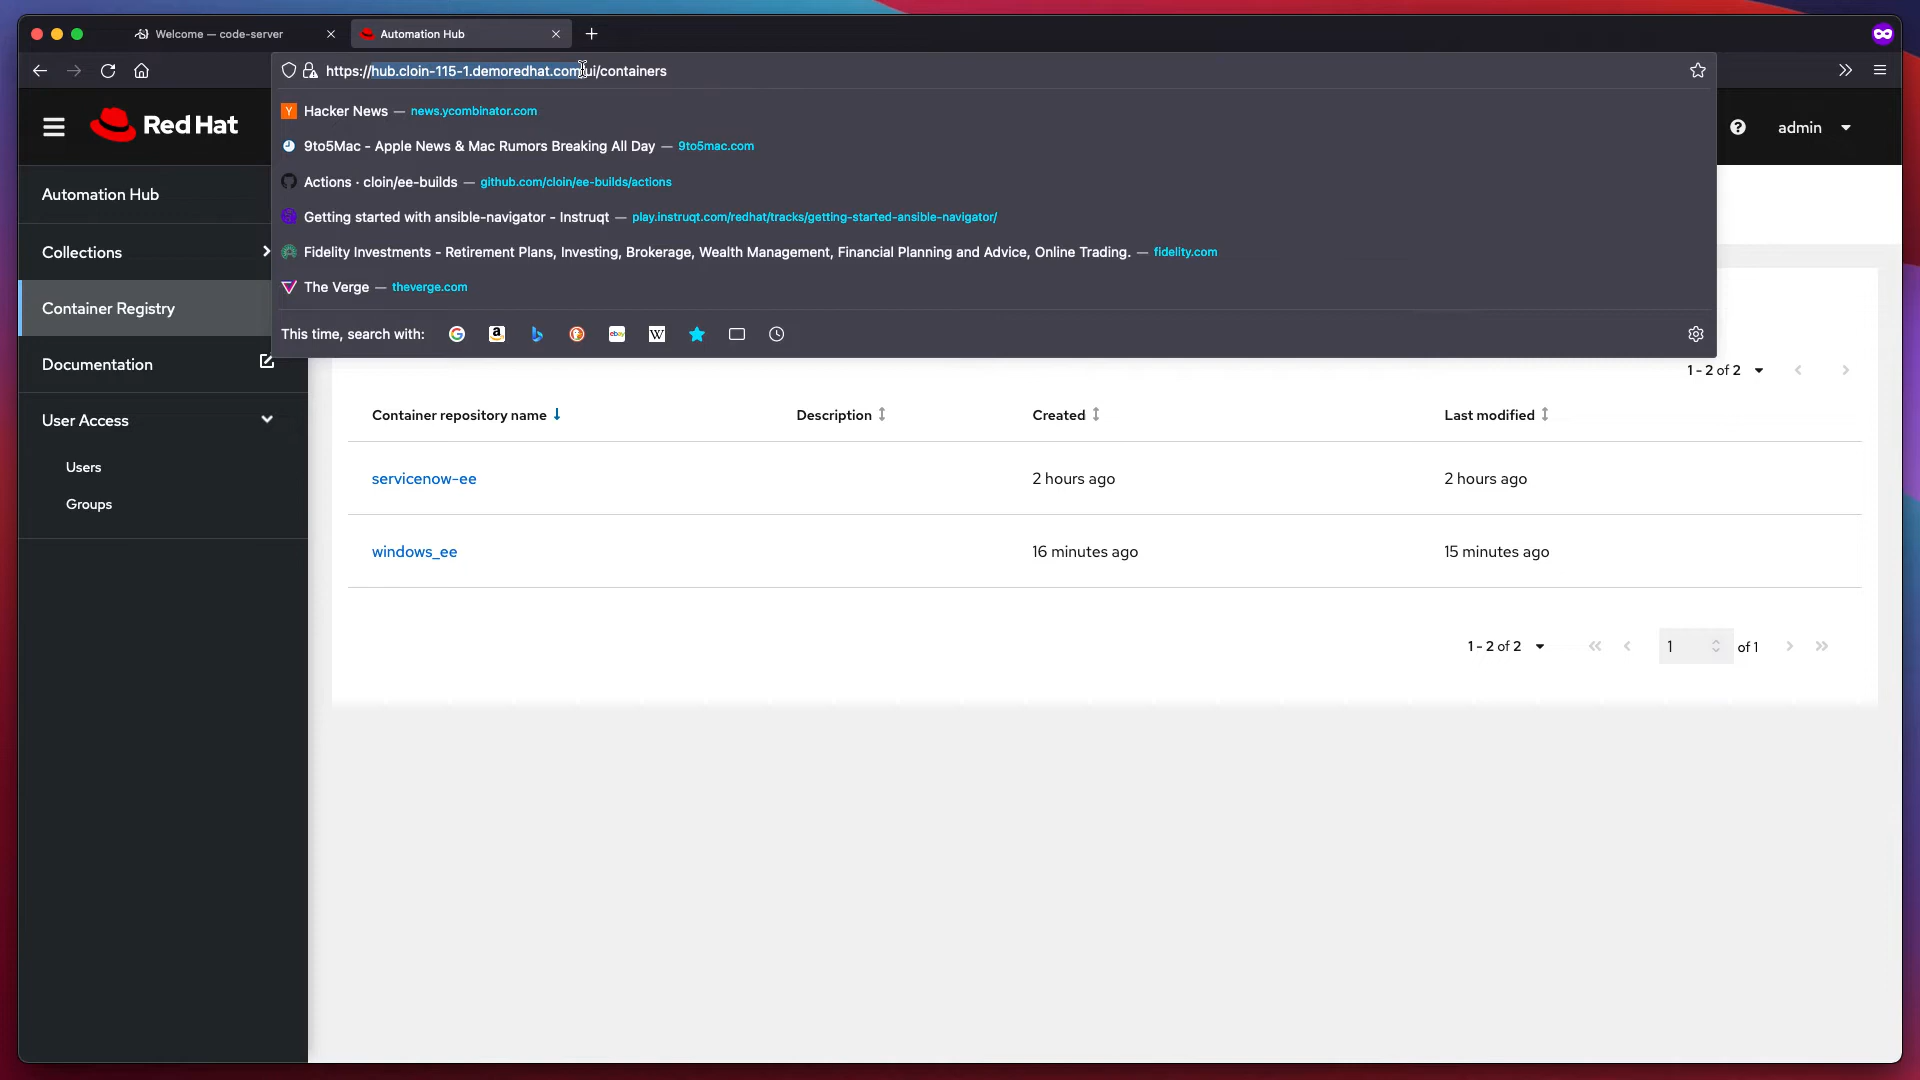 Welcome — code-server
Automation Hub
https://hub.cloin-115-1.demoredhat.com/ui/containers
Hacker News — news.ycombinator.com
9to5Mac - Apple News & Mac Rumors Breaking All Day — 9to5mac.com
Actions · cloin/ee-builds — github.com/cloin/ee-builds/actions
Getting started with ansible-navigator - Instruqt — play.instruqt.com/redhat/tracks/getting-started-ansible-navigator/
Fidelity Investments - Retirement Plans, Investing, Brokerage, Wealth Management, Financial Planning and Advice, Online Trading. — fidelity.com
The Verge — theverge.com
This time, search with:
Red Hat
admin
Automation Hub
Collections
Container Registry
Documentation
User Access
Users
Groups
1 - 2 of 2
Container repository name Description Created Last modified
servicenow-ee 2 hours ago 2 hours ago
windows_ee 16 minutes ago 15 minutes ago
1 - 2 of 2 1 of 1